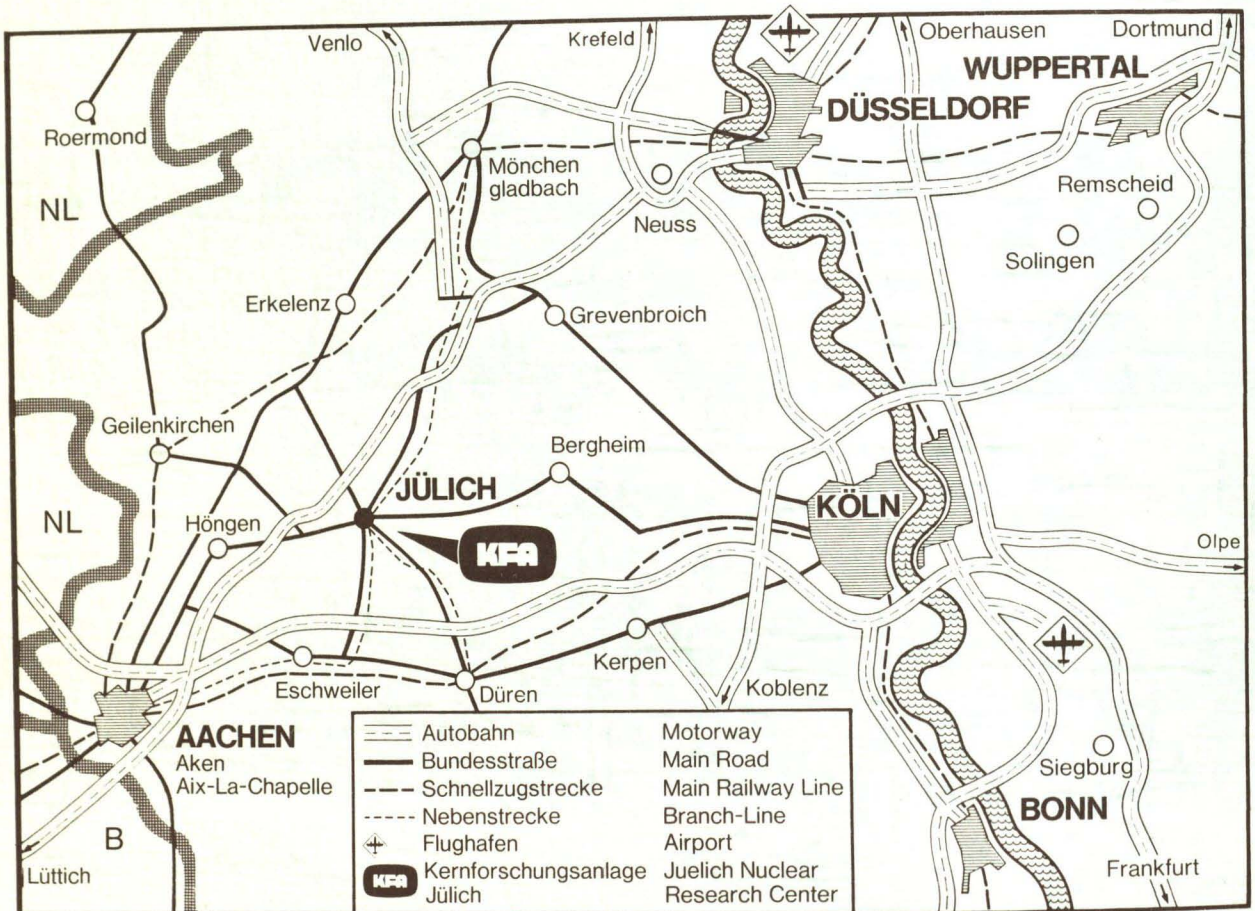 Venlo
Krefeld
Oberhausen
Dortmund
WUPPERTAL
DÜSSELDORF
Roermond
Mönchen
gladbach
NL
Remscheid
Neuss
Solingen
Erkelenz
Grevenbroich
Geilenkirchen
Bergheim
JÜLICH
KÖLN
NL
Höngen
KFA
Olpe
Kerpen
Eschweiler
Düren
Koblenz
AACHEN
Aken
Aix-La-Chapelle
Siegburg
BONN
B
Lüttich
Frankfurt
Autobahn Motorway
Bundesstraße Main Road
Schnellzugstrecke Main Railway Line
Nebenstrecke Branch-Line
Flughafen Airport
KFA Kernforschungsanlage Juelich Nuclear
Jülich Research Center